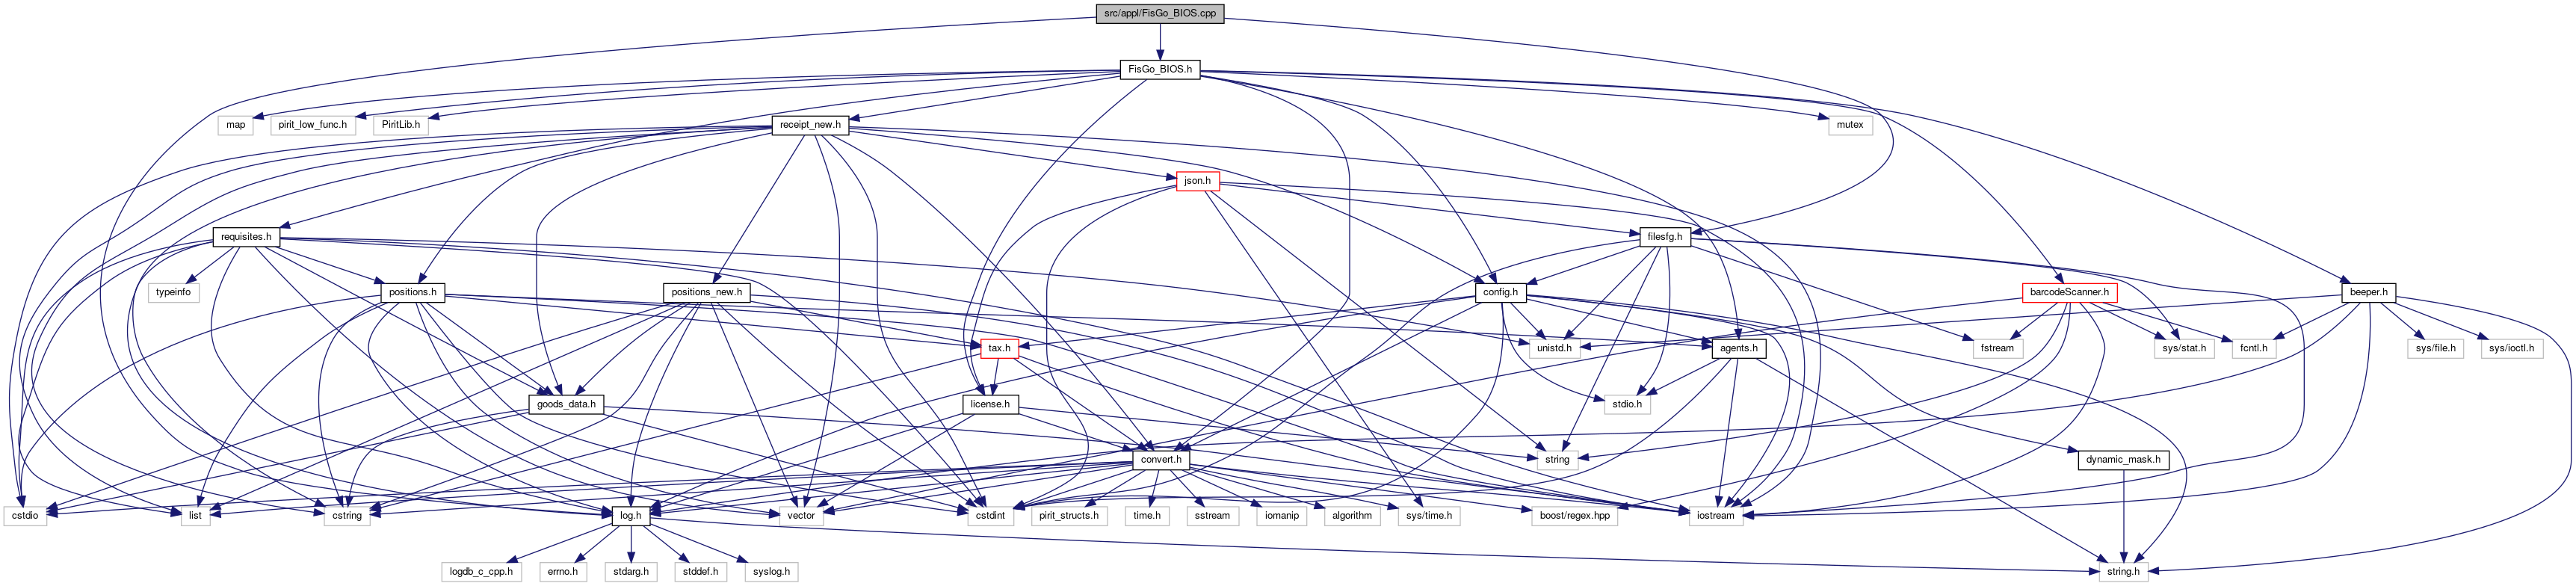 src/appl/FisGo_BIOS.cpp
FisGo_BIOS.h
map
pirit_low_func.h
PiritLib.h
receipt_new.h
mutex
json.h
requisites.h
filesfg.h
typeinfo
positions.h
positions_new.h
config.h
barcodeScanner.h
beeper.h
tax.h
unistd.h
agents.h
fstream
sys/stat.h
fcntl.h
sys/file.h
sys/ioctl.h
goods_data.h
license.h
stdio.h
convert.h
string
dynamic_mask.h
cstdio
list
cstring
log.h
vector
cstdint
pirit_structs.h
time.h
sstream
iomanip
algorithm
sys/time.h
boost/regex.hpp
iostream
logdb_c_cpp.h
errno.h
stdarg.h
stddef.h
syslog.h
string.h